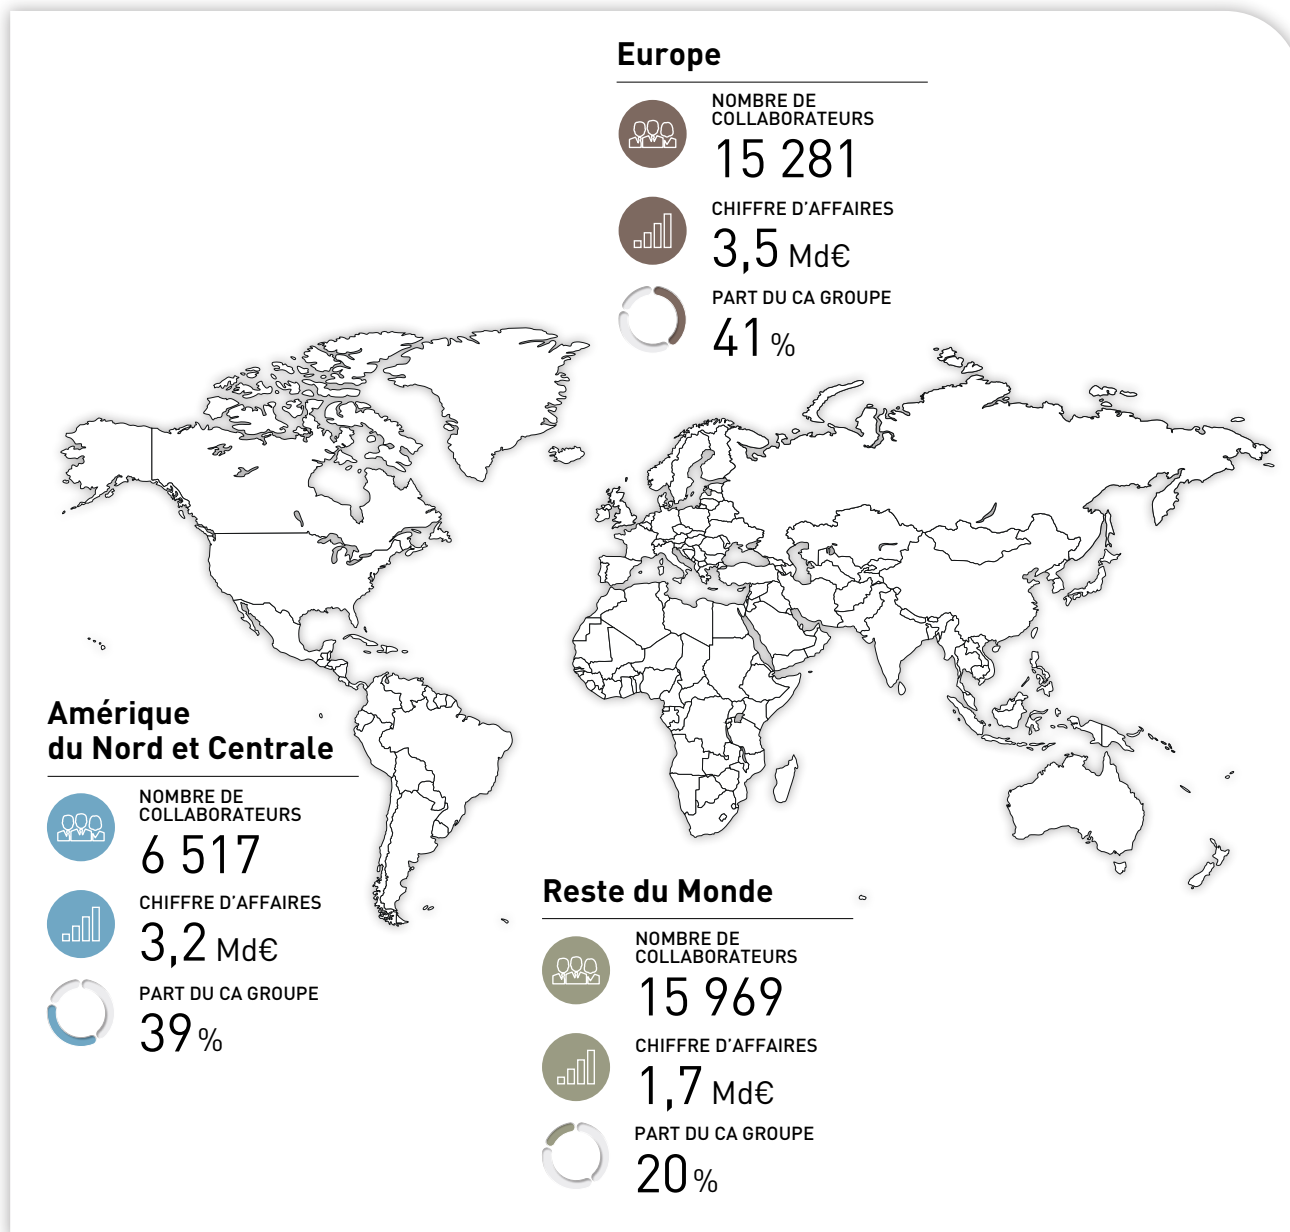 Europe
NOMBRE DE
COLLABORATEURS
15 281
CHIFFRE D’AFFAIRES
3,5 Md€
PART DU CA GROUPE
41 %
Amérique
du Nord et Centrale
NOMBRE DE
COLLABORATEURS
6 517
CHIFFRE D’AFFAIRES
3,2 Md€
PART DU CA GROUPE
39 %
Reste du Monde
NOMBRE DE
COLLABORATEURS
15 969
CHIFFRE D’AFFAIRES
1,7 Md€
PART DU CA GROUPE
20 %